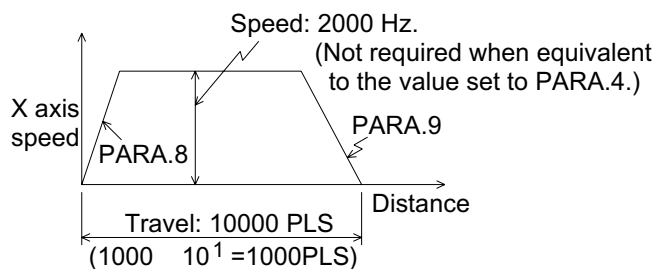 Speed: 2000 Hz.
(Not required when equivalent
to the value set to PARA.4.)
X axis
speed
PARA.8
PARA.9
Distance
Travel: 10000 PLS
(1000 10¹ =1000PLS)